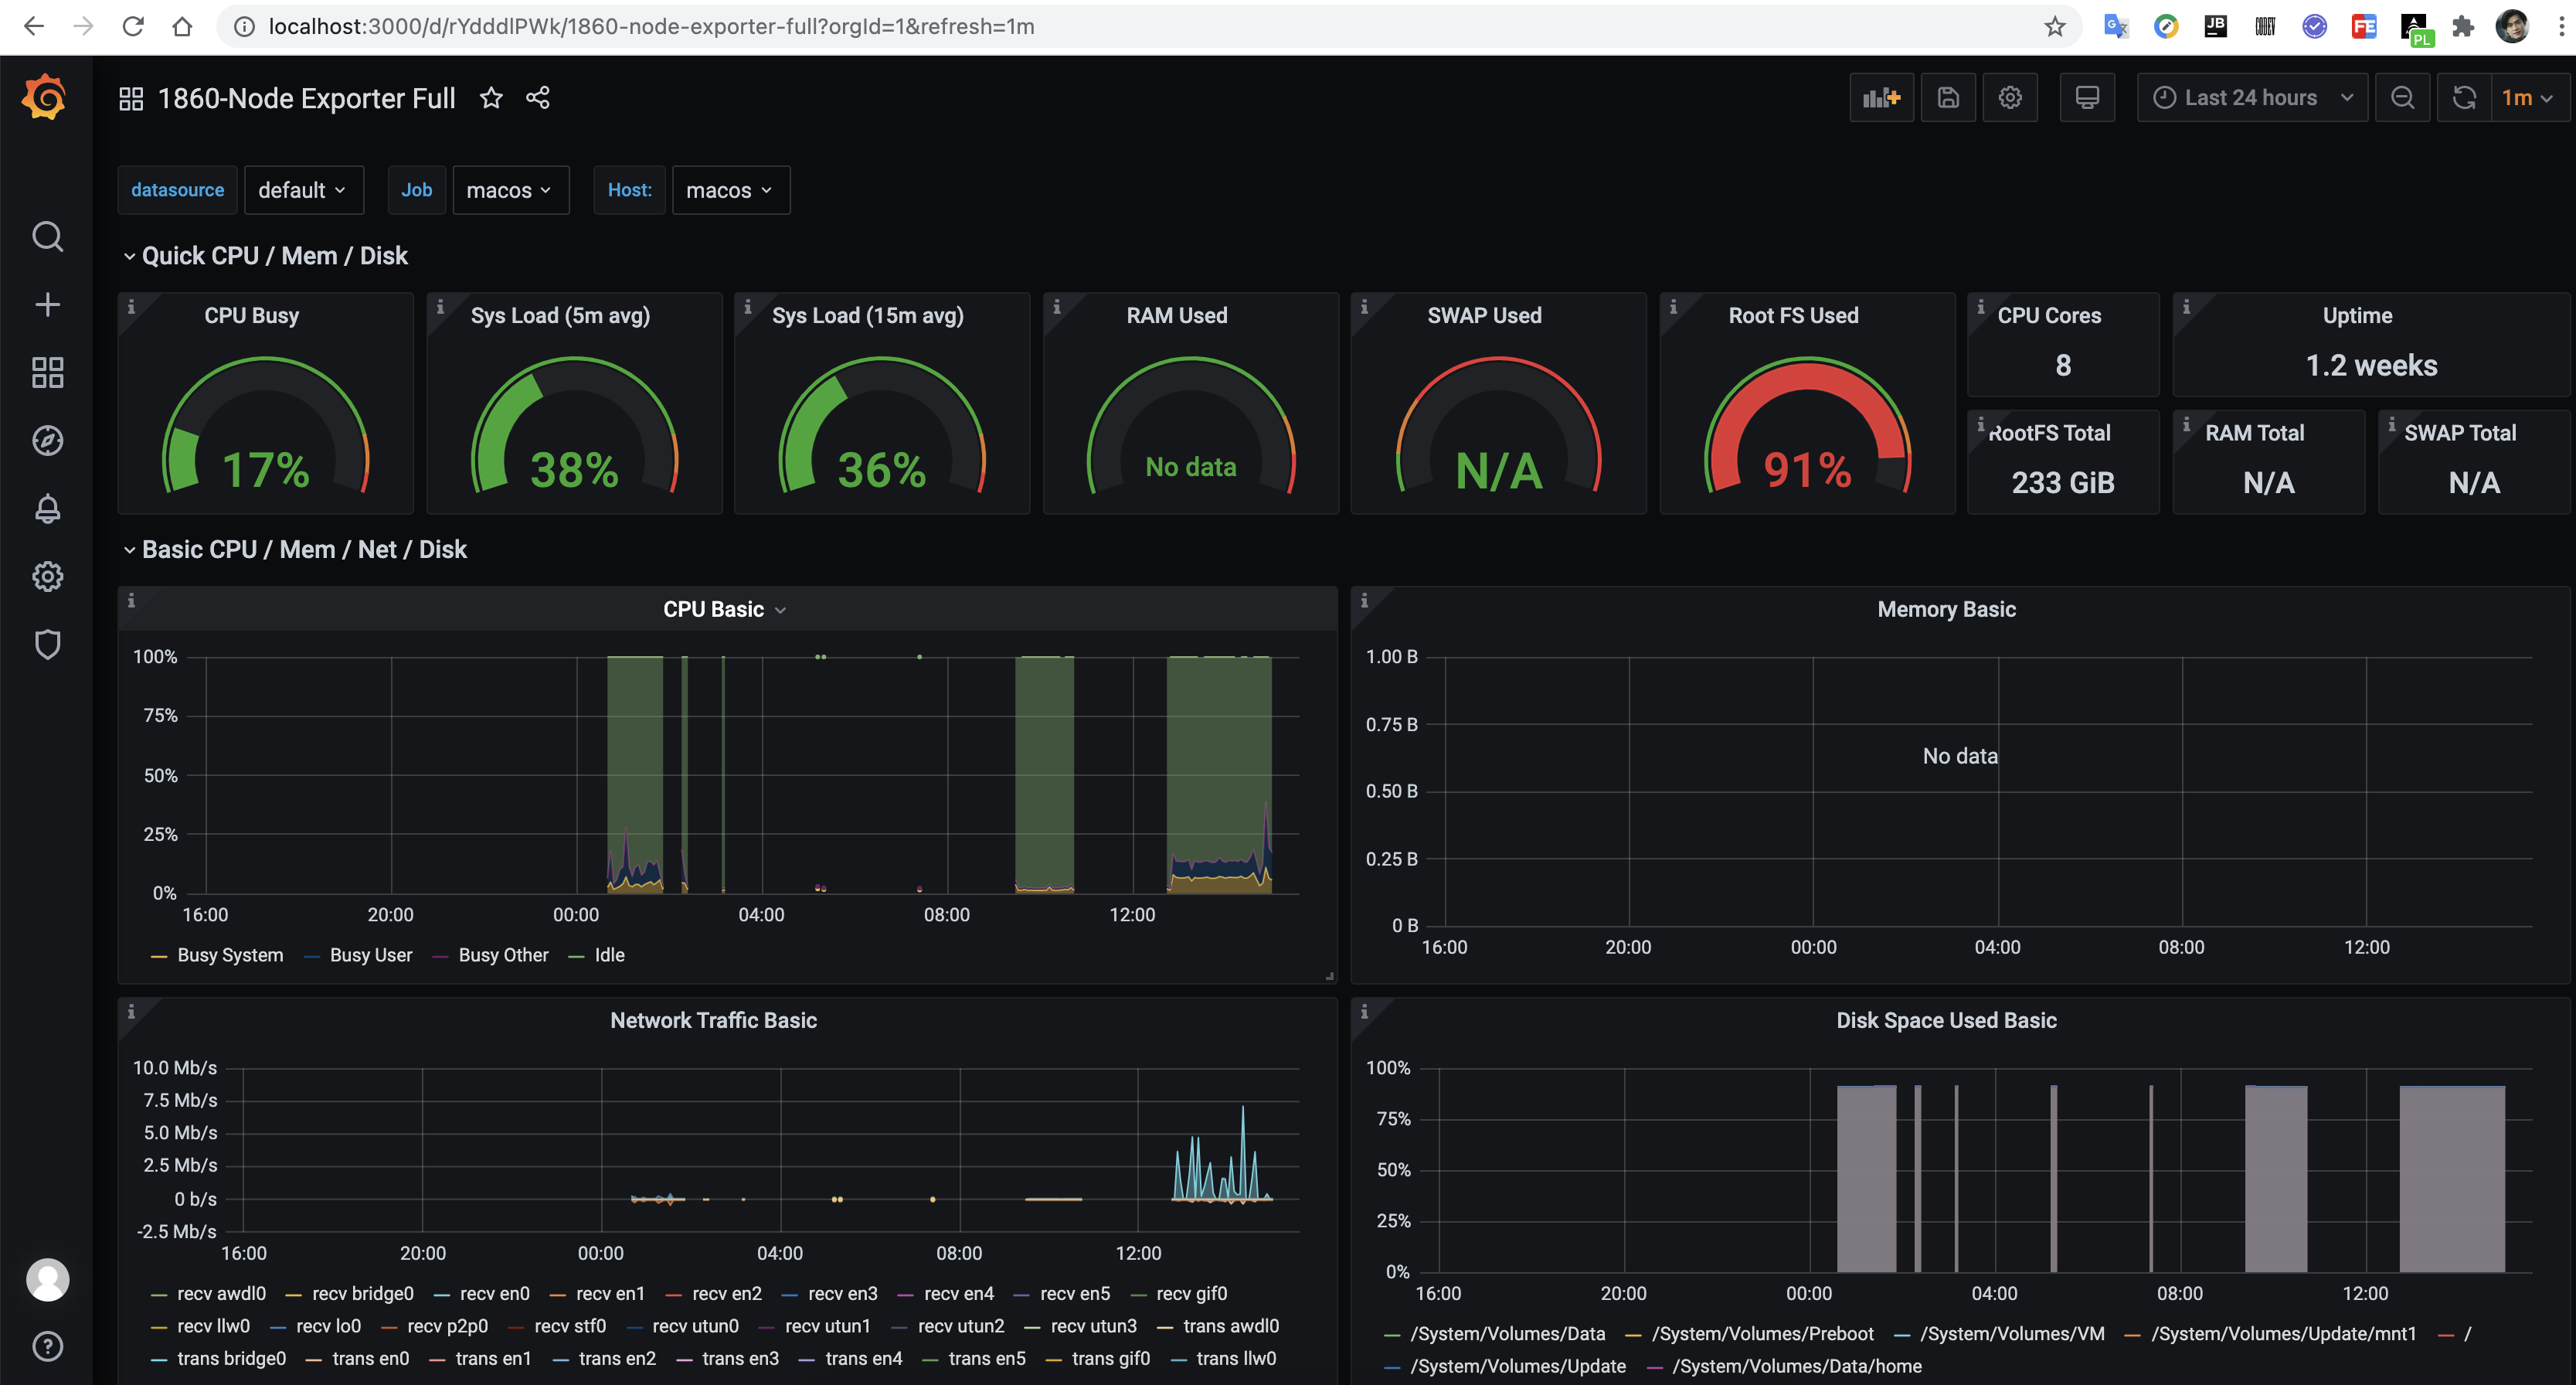 localhost:3000/d/rYdddlPWk/1860-node-exporter-full?orgId=1&refresh=1m
JB
CODEV
FE
PL
1860-Node Exporter Full
Last 24 hours
1m
datasource default Job macos Host: macos
Quick CPU / Mem / Disk
CPU Busy
17%
Sys Load (5m avg)
38%
Sys Load (15m avg)
36%
RAM Used
No data
SWAP Used
N/A
Root FS Used
91%
CPU Cores
8
Uptime
1.2 weeks
RootFS Total
233 GiB
RAM Total
N/A
SWAP Total
N/A
Basic CPU / Mem / Net / Disk
CPU Basic
100%
75%
50%
25%
0%
16:00 20:00 00:00 04:00 08:00 12:00
Busy System Busy User Busy Other Idle
Memory Basic
1.00 B
0.75 B
No data
0.50 B
0.25 B
0 B
16:00 20:00 00:00 04:00 08:00 12:00
Network Traffic Basic
10.0 Mb/s
7.5 Mb/s
5.0 Mb/s
2.5 Mb/s
0 b/s
-2.5 Mb/s
16:00 20:00 00:00 04:00 08:00 12:00
recv awdl0 recv bridge0 recv en0 recv en1 recv en2 recv en3 recv en4 recv en5 recv gif0
recv llw0 recv lo0 recv p2p0 recv stf0 recv utun0 recv utun1 recv utun2 recv utun3 trans awdl0
trans bridge0 trans en0 trans en1 trans en2 trans en3 trans en4 trans en5 trans gif0 trans llw0
Disk Space Used Basic
100%
75%
50%
25%
0%
16:00 20:00 00:00 04:00 08:00 12:00
/System/Volumes/Data /System/Volumes/Preboot /System/Volumes/VM /System/Volumes/Update/mnt1 /
/System/Volumes/Update /System/Volumes/Data/home